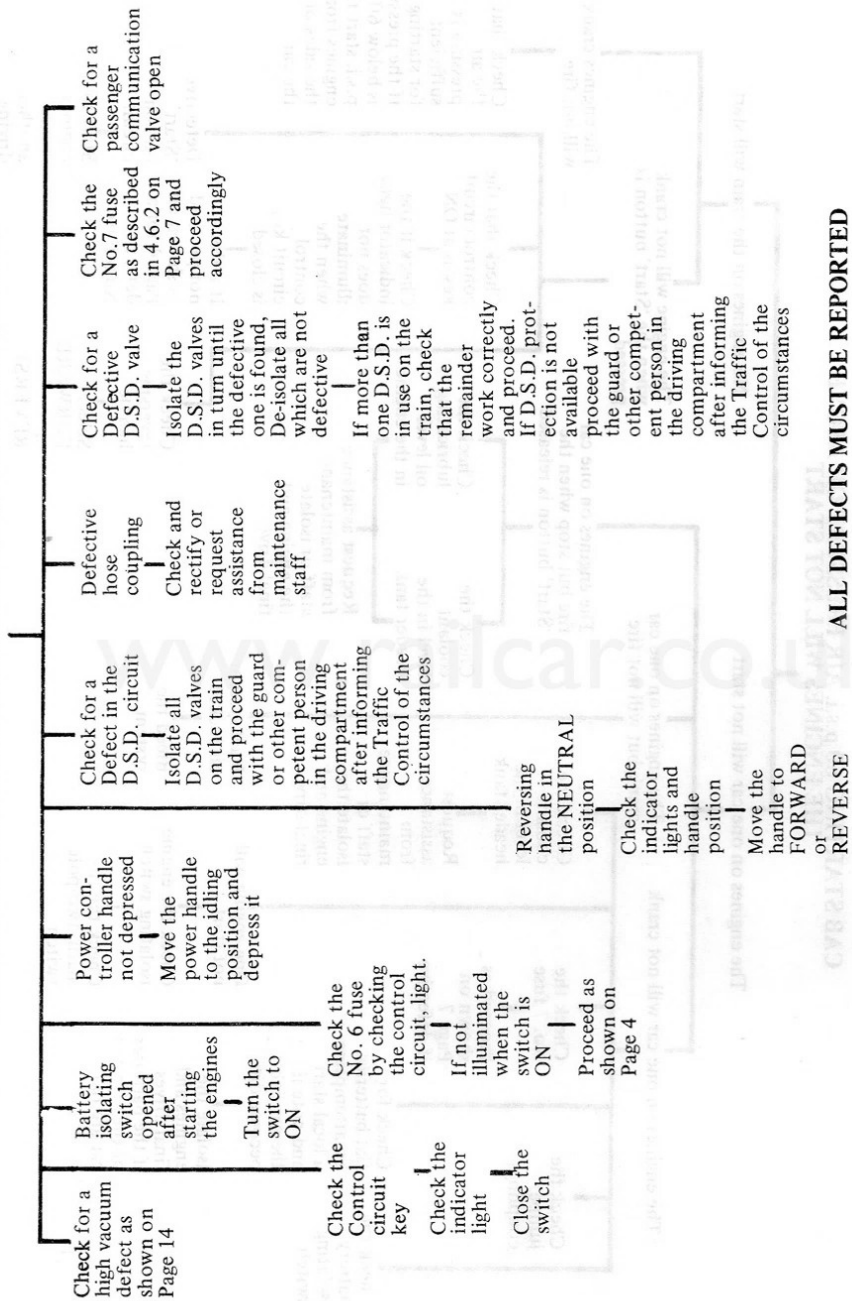 Check for a
high vacuum
defect as
shown on
Page 14
Check the
Control
circuit
key
Check the
indicator
light
Close the
switch
Battery
isolating
switch
opened
after
starting
the engines
Turn the
switch to
ON
Check the
No. 6 fuse
by checking
the control
circuit, light.
If not
illuminated
when the
switch is
ON
Proceed as
shown on
Page 4
Power con-
troller handle
not depressed
Move the
power handle
to the idling
position and
depress it
Reversing
handle in
the NEUTRAL
position
Check the
indicator
lights and
handle
position
Move the
handle to
FORWARD
or
REVERSE
Check for a
Defect in the
D.S.D. circuit
Isolate all
D.S.D. valves
on the train
and proceed
with the guard
or other com-
petent person
in the driving
compartment
after informing
the Traffic
Control of the
circumstances
Defective
hose
coupling
Check and
rectify or
request
assistance
from
maintenance
staff
Check for a
Defective
D.S.D. valve
Isolate the
D.S.D. valves
in turn until
the defective
one is found,
De-isolate all
which are not
defective
If more than
one D.S.D. is
in use on the
train, check
that the
remainder
work correctly
and proceed.
If D.S.D. prot-
ection is not
available
proceed with
the guard or
other compet-
ent person in
the driving
compartment
after informing
the Traffic
Control of the
circumstances
Check the
No.7 fuse
as described
in 4.6.2 on
Page 7 and
proceed
accordingly
Check for a
passenger
communication
valve open
ALL DEFECTS MUST BE REPORTED